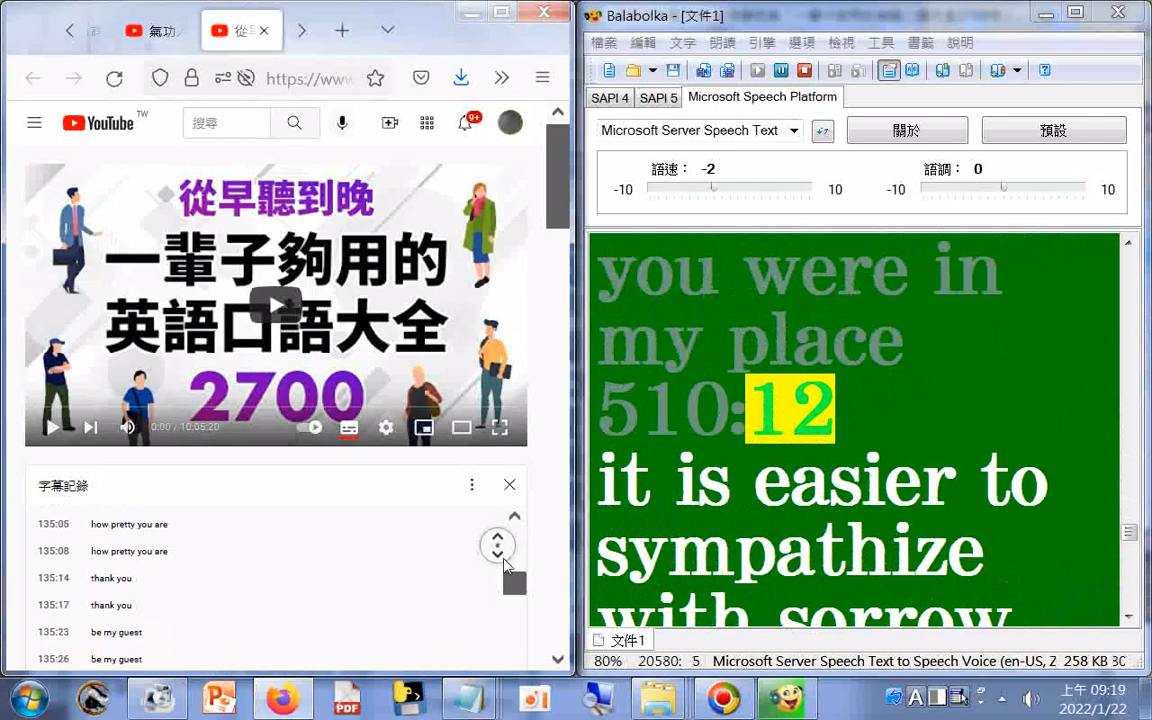 氣功
從
https://www
YouTube TW
搜尋
9+
從早聽到晚
一輩子夠用的
英語口語大全
2700
0:00 / 10:05:20
字幕記錄
135:05 how pretty you are
135:08 how pretty you are
135:14 thank you
135:17 thank you
135:23 be my guest
135:26 be my guest
Balabolka - [文件1]
檔案 編輯 文字 朗讀 引擎 選項 檢視 工具 書籤 說明
SAPI 4 SAPI 5 Microsoft Speech Platform
Microsoft Server Speech Text 關於 預設
語速： -2 語調： 0
-10 10 -10 10
you were in
my place
510:12
it is easier to
sympathize
with sorrow
文件1
80% 20580: 5 Microsoft Server Speech Text to Speech Voice (en-US, Z 258 KB
PDF
A
上午 09:19
2022/1/22